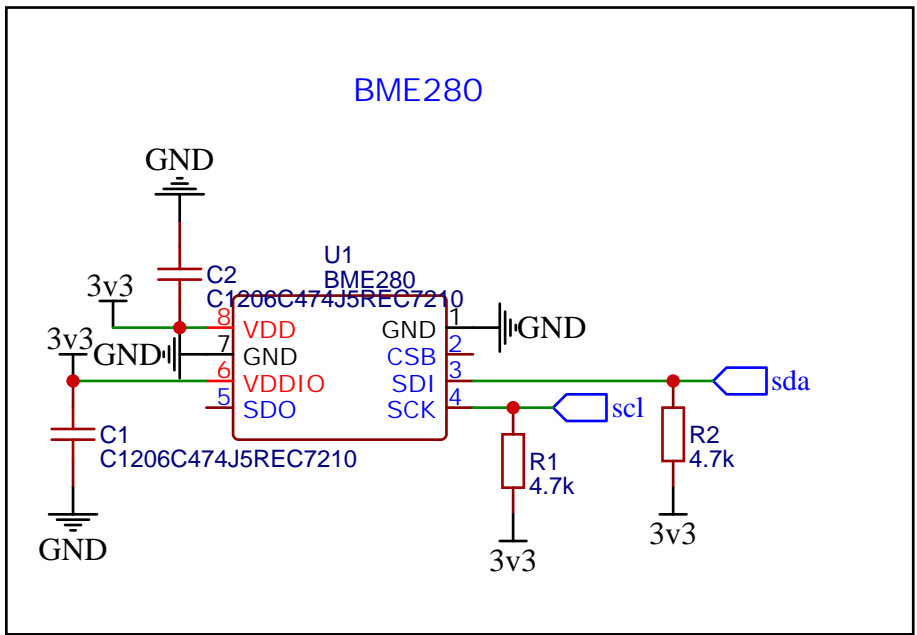 BME280
GND
U1
BME280
C2
C1206C474J5REC7210
3v3
8
VDD
GND
1
GND
3v3
GND
7
GND
CSB
2
6
VDDIO
SDI
3
sda
5
SDO
SCK
4
scl
C1
C1206C474J5REC7210
R1
4.7k
R2
4.7k
GND
3v3
3v3